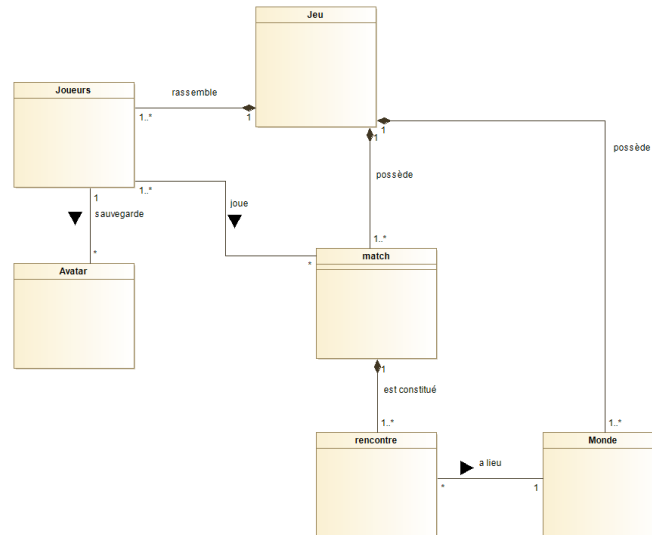 Jeu
Joueurs
rassemble
1..*
1
1
1
possède
possède
1..*
joue
1
sauvegarde
*
1..*
*
match
Avatar
1
est constitué
1..*
1..*
rencontre
Monde
a lieu
*
1